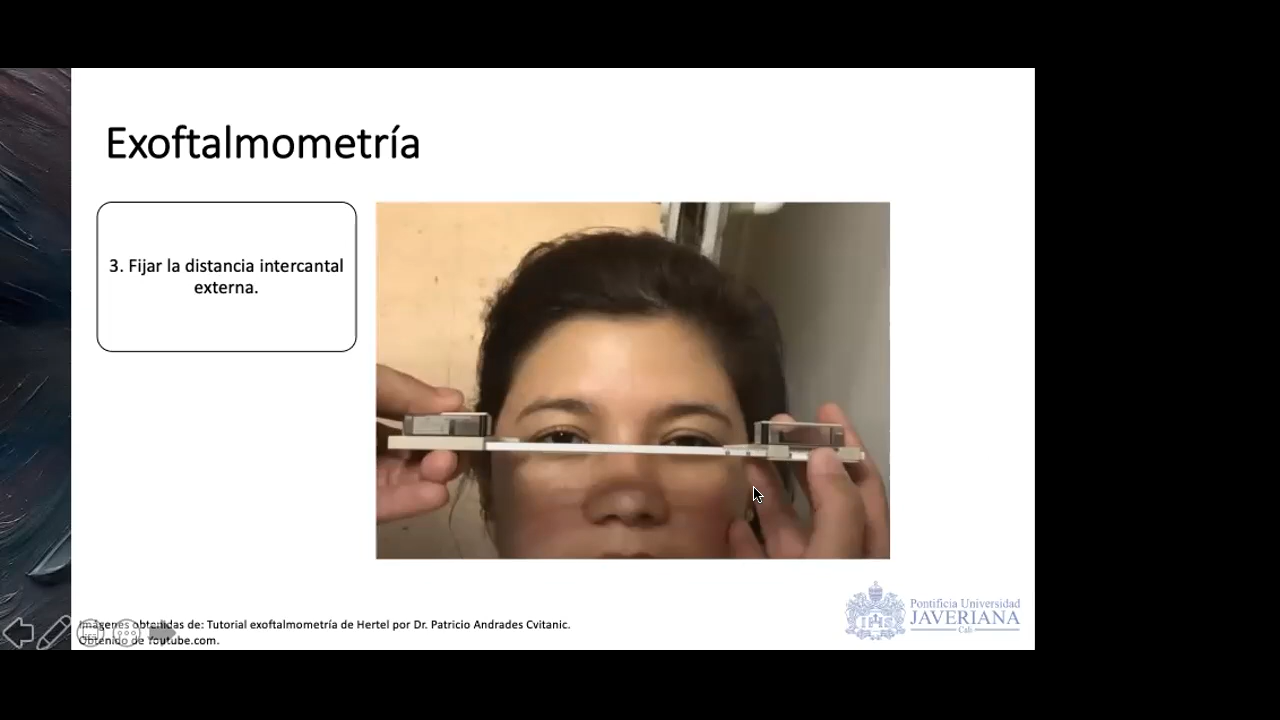 Exoftalmometría
3. Fijar la distancia intercantal
externa.
Imágenes obtenidas de: Tutorial exoftalmometría de Hertel por Dr. Patricio Andrades Cvitanic.
Obtenido de Youtube.com.
Pontificia Universidad
JAVERIANA
Cali